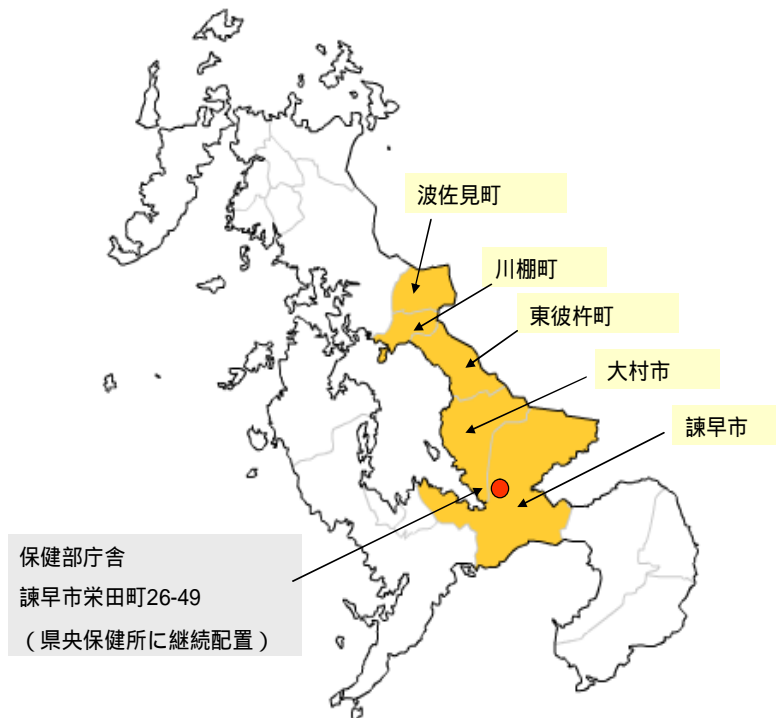 波佐見町
川棚町
東彼杵町
大村市
諫早市
保健部庁舎
諫早市栄田町26-49
（県央保健所に継続配置）